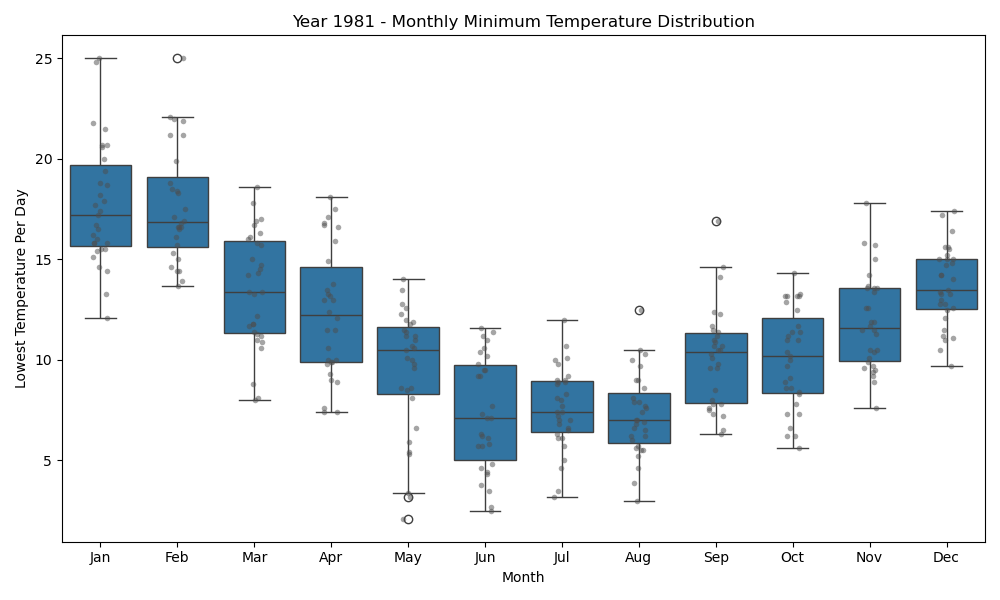 Year 1981 - Monthly Minimum Temperature Distribution
Lowest Temperature Per Day
25
20
15
10
5
Jan Feb Mar Apr May Jun Jul Aug Sep Oct Nov Dec
Month